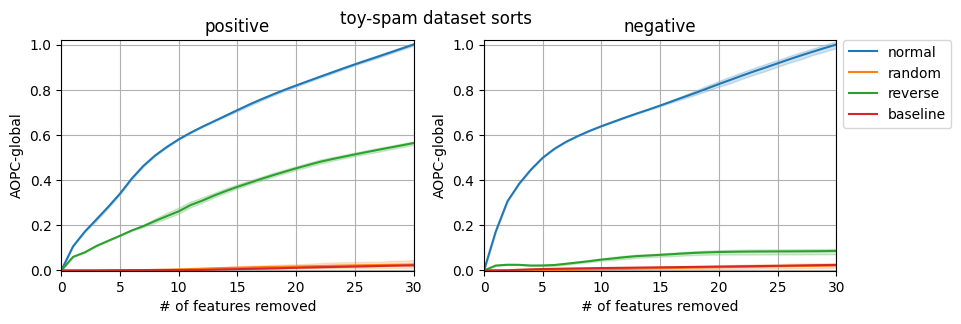 toy-spam dataset sorts
positive
AOPC-global
1.0
0.8
0.6
0.4
0.2
0.0
0 5 10 15 20 25 30
# of features removed
negative
AOPC-global
1.0
0.8
0.6
0.4
0.2
0.0
0 5 10 15 20 25 30
# of features removed
normal
random
reverse
baseline